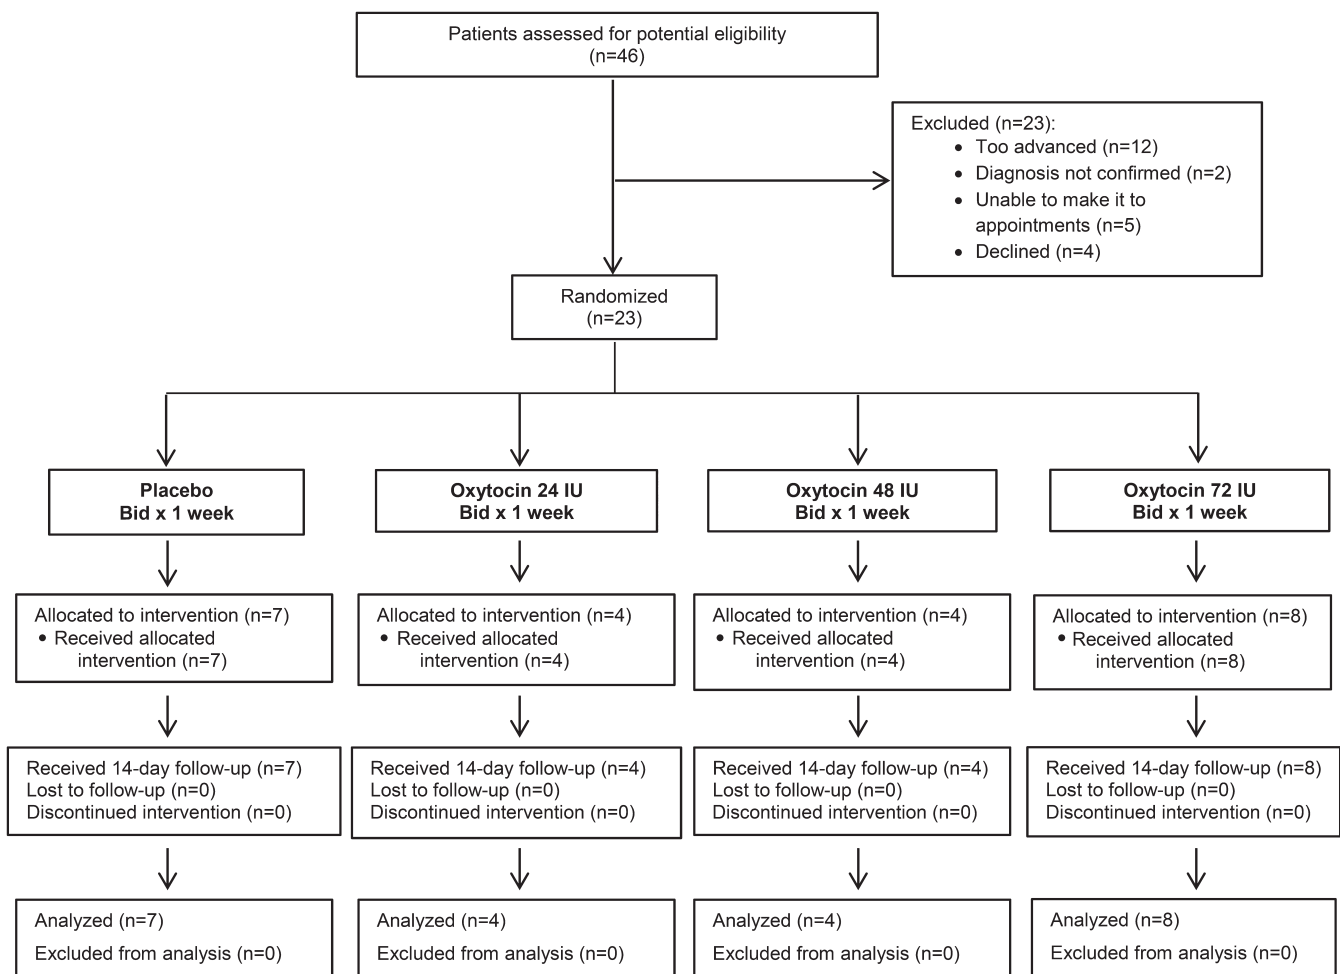 Patients assessed for potential eligibility
(n=46)
Excluded (n=23):
• Too advanced (n=12)
• Diagnosis not confirmed (n=2)
• Unable to make it to
appointments (n=5)
• Declined (n=4)
Randomized
(n=23)
Placebo
Bid x 1 week
Oxytocin 24 IU
Bid x 1 week
Oxytocin 48 IU
Bid x 1 week
Oxytocin 72 IU
Bid x 1 week
Allocated to intervention (n=7)
• Received allocated
intervention (n=7)
Allocated to intervention (n=4)
• Received allocated
intervention (n=4)
Allocated to intervention (n=4)
• Received allocated
intervention (n=4)
Allocated to intervention (n=8)
• Received allocated
intervention (n=8)
Received 14-day follow-up (n=7)
Lost to follow-up (n=0)
Discontinued intervention (n=0)
Received 14-day follow-up (n=4)
Lost to follow-up (n=0)
Discontinued intervention (n=0)
Received 14-day follow-up (n=4)
Lost to follow-up (n=0)
Discontinued intervention (n=0)
Received 14-day follow-up (n=8)
Lost to follow-up (n=0)
Discontinued intervention (n=0)
Analyzed (n=7)
Excluded from analysis (n=0)
Analyzed (n=4)
Excluded from analysis (n=0)
Analyzed (n=4)
Excluded from analysis (n=0)
Analyzed (n=8)
Excluded from analysis (n=0)